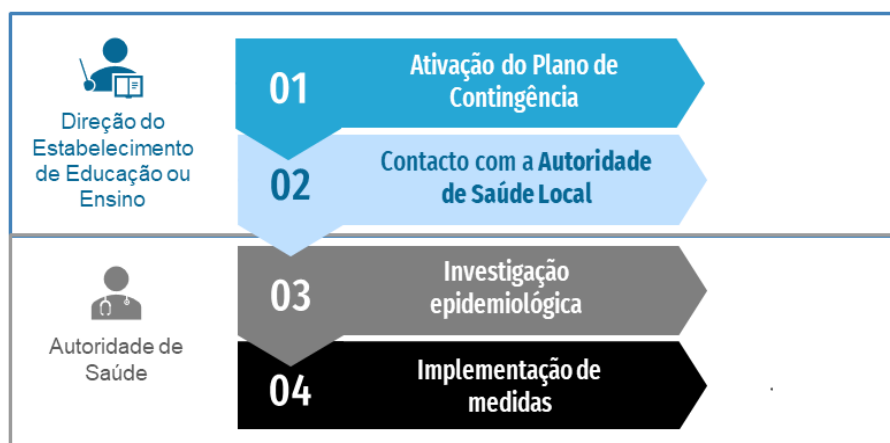 Direção do
Estabelecimento
de Educação ou
Ensino
01
Ativação do Plano de
Contingência
02
Contacto com a Autoridade
de Saúde Local
Autoridade de
Saúde
03
Investigação
epidemiológica
04
Implementação de
medidas
.